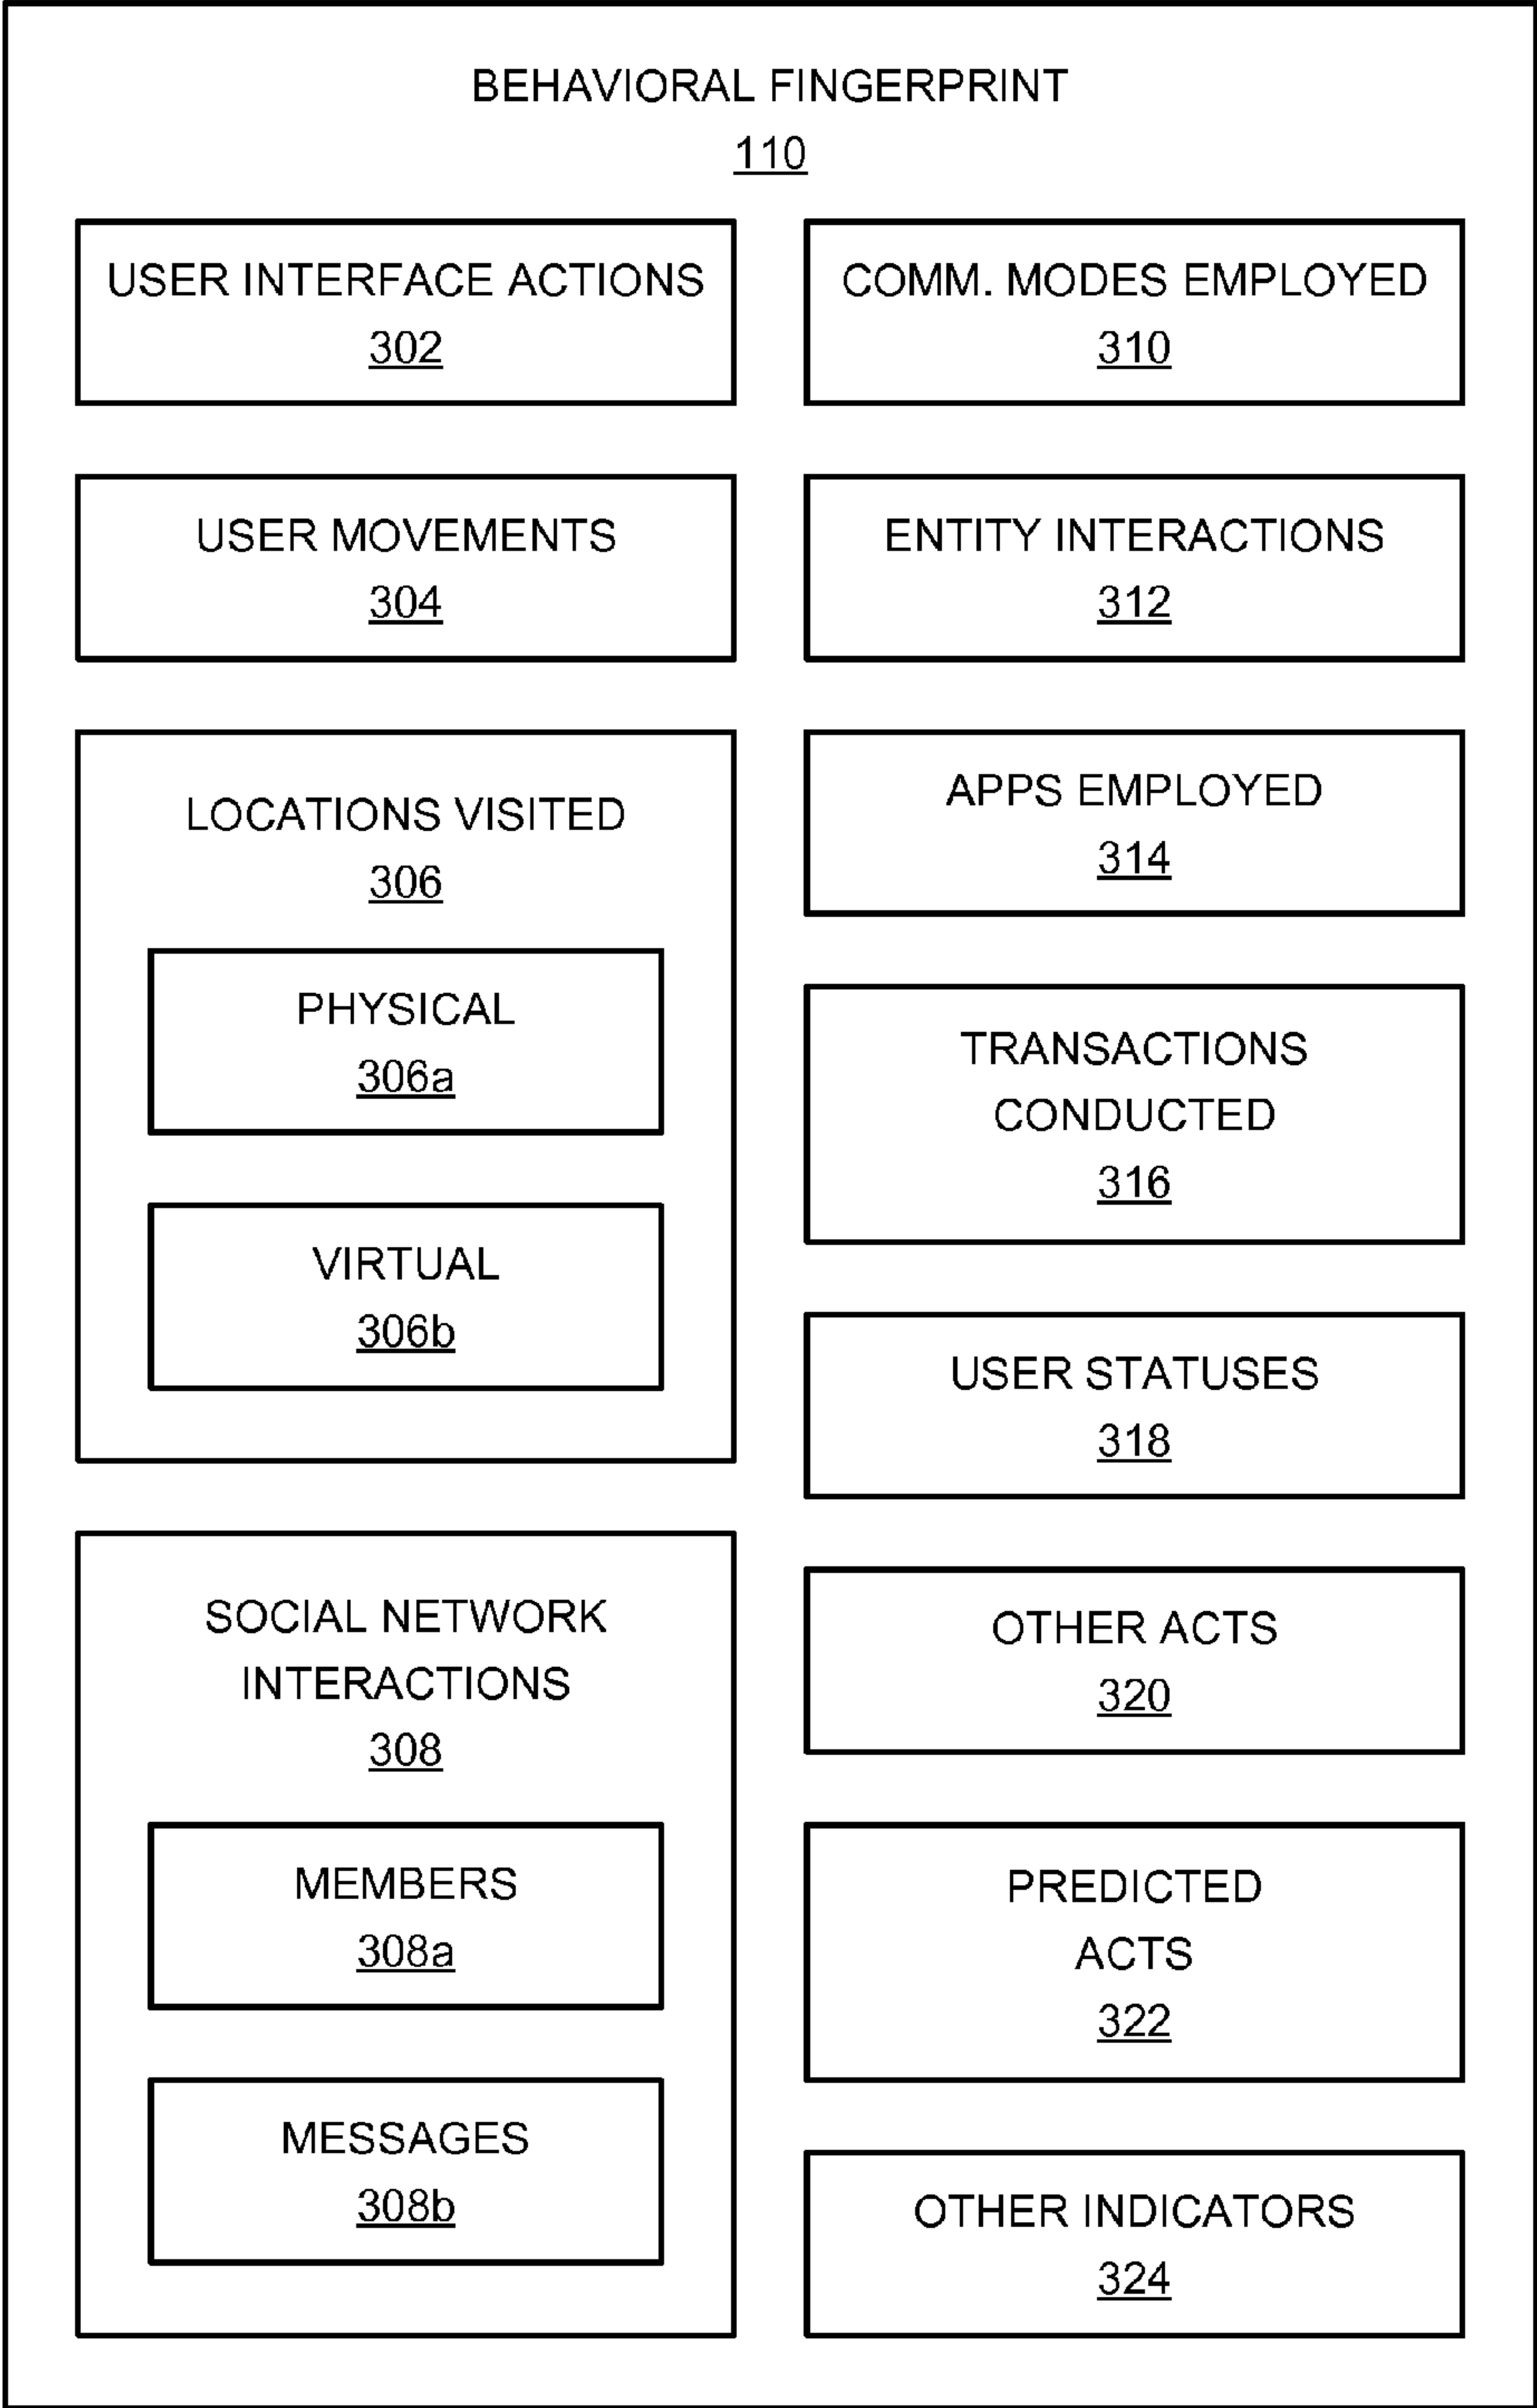 BEHAVIORAL FINGERPRINT
110
USER INTERFACE ACTIONS
302
USER MOVEMENTS
304
LOCATIONS VISITED
306
PHYSICAL
306a
VIRTUAL
306b
SOCIAL NETWORK
INTERACTIONS
308
MEMBERS
308a
MESSAGES
308b
COMM. MODES EMPLOYED
310
ENTITY INTERACTIONS
312
APPS EMPLOYED
314
TRANSACTIONS
CONDUCTED
316
USER STATUSES
318
OTHER ACTS
320
PREDICTED
ACTS
322
OTHER INDICATORS
324